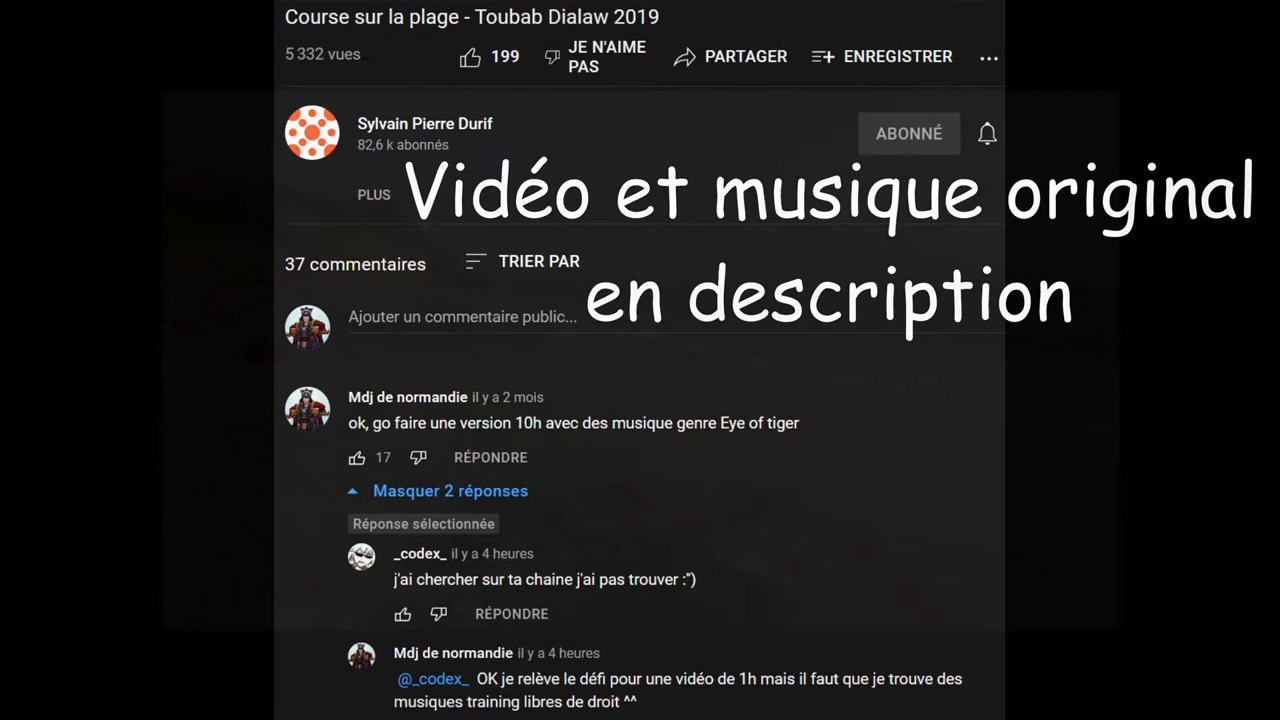 Course sur la plage - Toubab Dialaw 2019
5 332 vues
199
JE N'AIME
PAS
PARTAGER
ENREGISTRER
Sylvain Pierre Durif
82,6 k abonnés
ABONNÉ
PLUS
Vidéo et musique original
en description
37 commentaires
TRIER PAR
Ajouter un commentaire public...
Mdj de normandie il y a 2 mois
ok, go faire une version 10h avec des musique genre Eye of tiger
17
RÉPONDRE
Masquer 2 réponses
Réponse sélectionnée
_codex_ il y a 4 heures
j'ai chercher sur ta chaine j'ai pas trouver :")
RÉPONDRE
Mdj de normandie il y a 4 heures
@_codex_ OK je relève le défi pour une vidéo de 1h mais il faut que je trouve des
musiques training libres de droit ^^